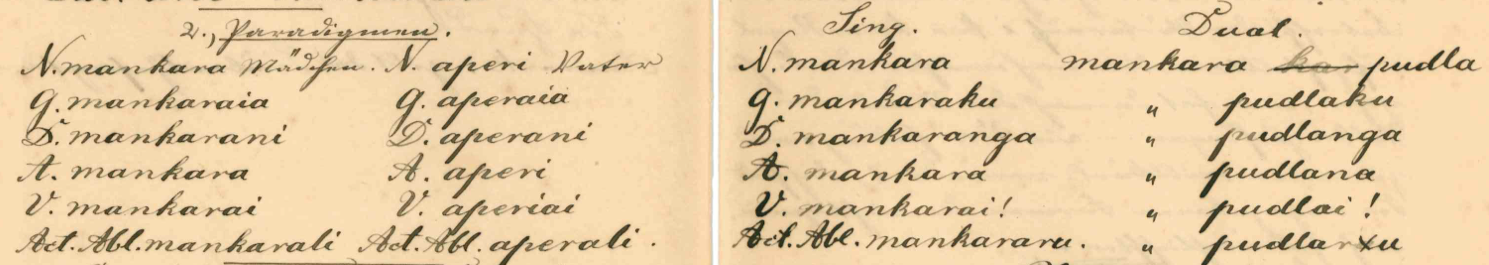 2., Paradigmen.
N. mankara Mädchen. N. aperi Vater
G. mankaraia G. aperaia
D. mankarani D. aperani
A. mankara A. aperi
V. mankarai V. aperiai
Act. Abl. mankarali Act. Abl. aperali.
Sing. Dual.
N. mankara mankara kar pudla
G. mankaraku „ pudlaku
D. mankaranga „ pudlanga
A. mankara „ pudlana
V. mankarai! „ pudlai!
Act. Abl. mankararu. „ pudlaru